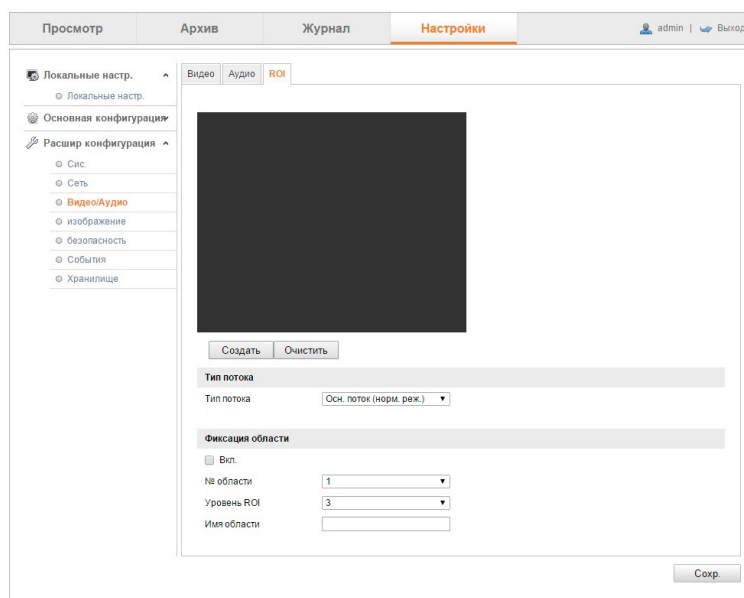 Просмотр Архив Журнал Настройки admin | Выход
Локальные настр.
Локальные настр.
Основная конфигурация
Расшир конфигурация
Сис.
Сеть
Видео/Аудио
изображение
безопасность
События
Хранилище
Видео Аудио ROI
Создать Очистить
Тип потока
Тип потока Осн. поток (норм. реж.)
Фиксация области
Вкл.
№ области 1
Уровень ROI 3
Имя области
Сохр.